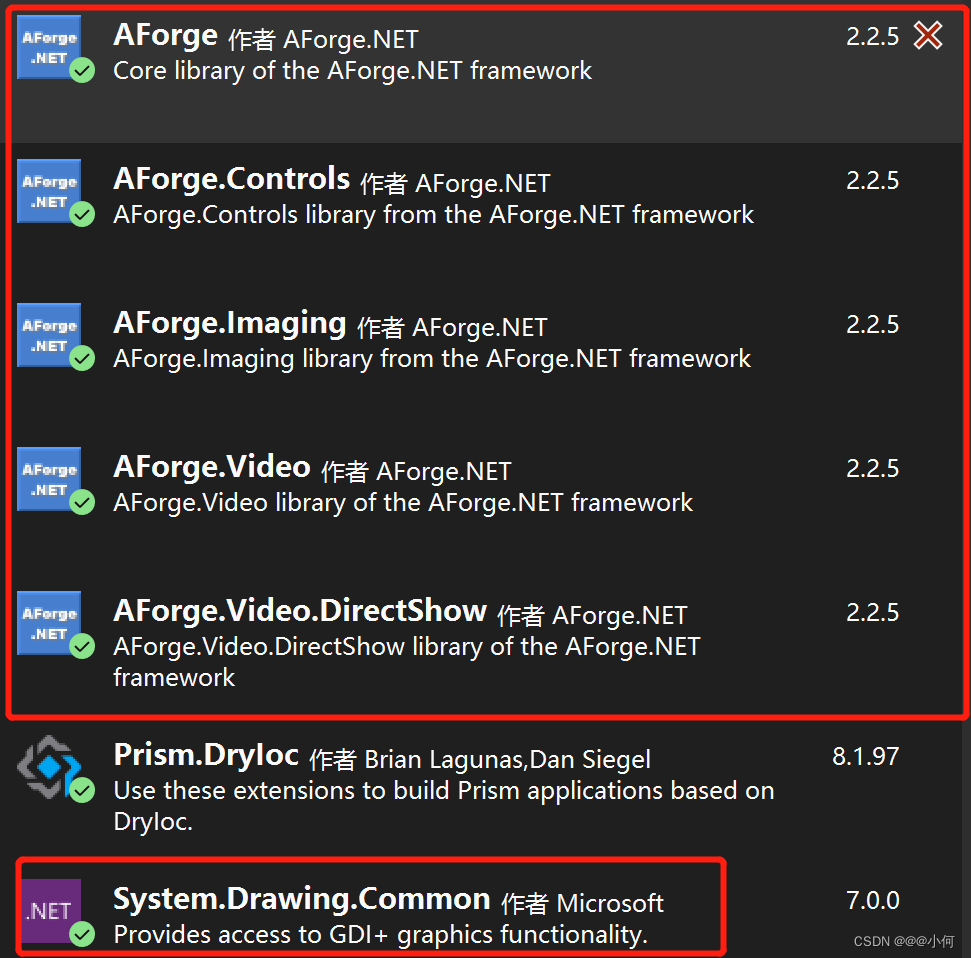 AForge
.NET
AForge 作者 AForge.NET 2.2.5
Core library of the AForge.NET framework
AForge
.NET
AForge.Controls 作者 AForge.NET 2.2.5
AForge.Controls library from the AForge.NET framework
AForge
.NET
AForge.Imaging 作者 AForge.NET 2.2.5
AForge.Imaging library from the AForge.NET framework
AForge
.NET
AForge.Video 作者 AForge.NET 2.2.5
AForge.Video library of the AForge.NET framework
AForge
.NET
AForge.Video.DirectShow 作者 AForge.NET 2.2.5
AForge.Video.DirectShow library of the AForge.NET
framework
Prism.DryIoc 作者 Brian Lagunas,Dan Siegel 8.1.97
Use these extensions to build Prism applications based on
DryIoc.
.NET
System.Drawing.Common 作者 Microsoft 7.0.0
Provides access to GDI+ graphics functionality.
CSDN @@@小何